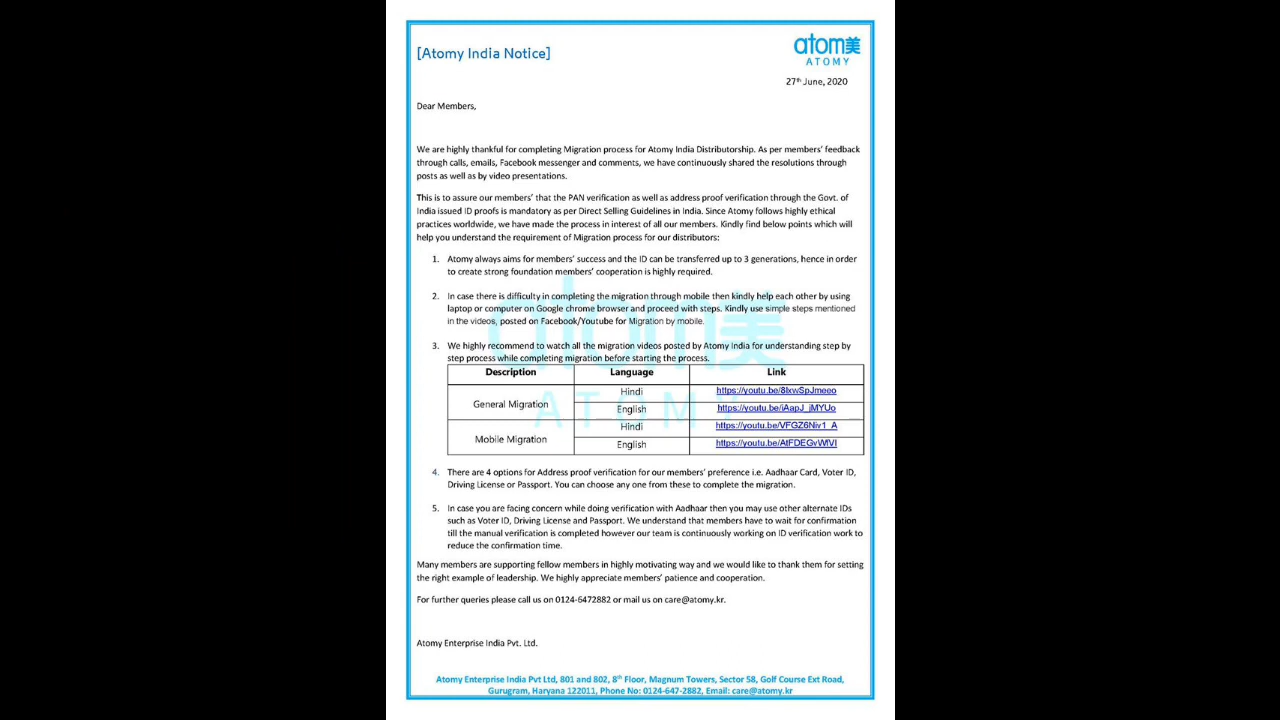 [Atomy India Notice]
atom美
ATOMY
27th June, 2020
Dear Members,
We are highly thankful for completing Migration process for Atomy India Distributorship. As per members' feedback
through calls, emails, Facebook messenger and comments, we have continuously shared the resolutions through
posts as well as by video presentations.
This is to assure our members' that the PAN verification as well as address proof verification through the Govt. of
India issued ID proofs is mandatory as per Direct Selling Guidelines in India. Since Atomy follows highly ethical
practices worldwide, we have made the process in interest of all our members. Kindly find below points which will
help you understand the requirement of Migration process for our distributors:
1. Atomy always aims for members' success and the ID can be transferred up to 3 generations, hence in order
to create strong foundation members' cooperation is highly required.
2. In case there is difficulty in completing the migration through mobile then kindly help each other by using
laptop or computer on Google chrome browser and proceed with steps. Kindly use simple steps mentioned
in the videos, posted on Facebook/Youtube for Migration by mobile.
3. We highly recommend to watch all the migration videos posted by Atomy India for understanding step by
step process while completing migration before starting the process.
Description Language Link
General Migration Hindi https://youtu.be/8IxwSpJmeeo
English https://youtu.be/iAapJ_jMYUo
Mobile Migration Hindi https://youtu.be/VFGZ6Niv1_A
English https://youtu.be/AtFDEGvWlVI
4. There are 4 options for Address proof verification for our members' preference i.e. Aadhaar Card, Voter ID,
Driving License or Passport. You can choose any one from these to complete the migration.
5. In case you are facing concern while doing verification with Aadhaar then you may use other alternate IDs
such as Voter ID, Driving License and Passport. We understand that members have to wait for confirmation
till the manual verification is completed however our team is continuously working on ID verification work to
reduce the confirmation time.
Many members are supporting fellow members in highly motivating way and we would like to thank them for setting
the right example of leadership. We highly appreciate members' patience and cooperation.
For further queries please call us on 0124-6472882 or mail us on care@atomy.kr.
Atomy Enterprise India Pvt. Ltd.
Atomy Enterprise India Pvt Ltd, 801 and 802, 8th Floor, Magnum Towers, Sector 58, Golf Course Ext Road,
Gurugram, Haryana 122011, Phone No: 0124-647-2882, Email: care@atomy.kr